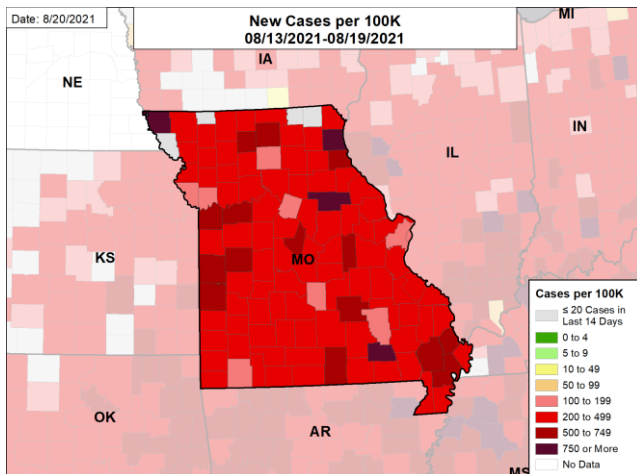 Date: 8/20/2021
New Cases per 100K
08/13/2021-08/19/2021
MI
IA
NE
IN
IL
KS
MO
Cases per 100K
≤ 20 Cases in
Last 14 Days
0 to 4
5 to 9
10 to 49
50 to 99
100 to 199
200 to 499
500 to 749
750 or More
No Data
OK
AR
MS